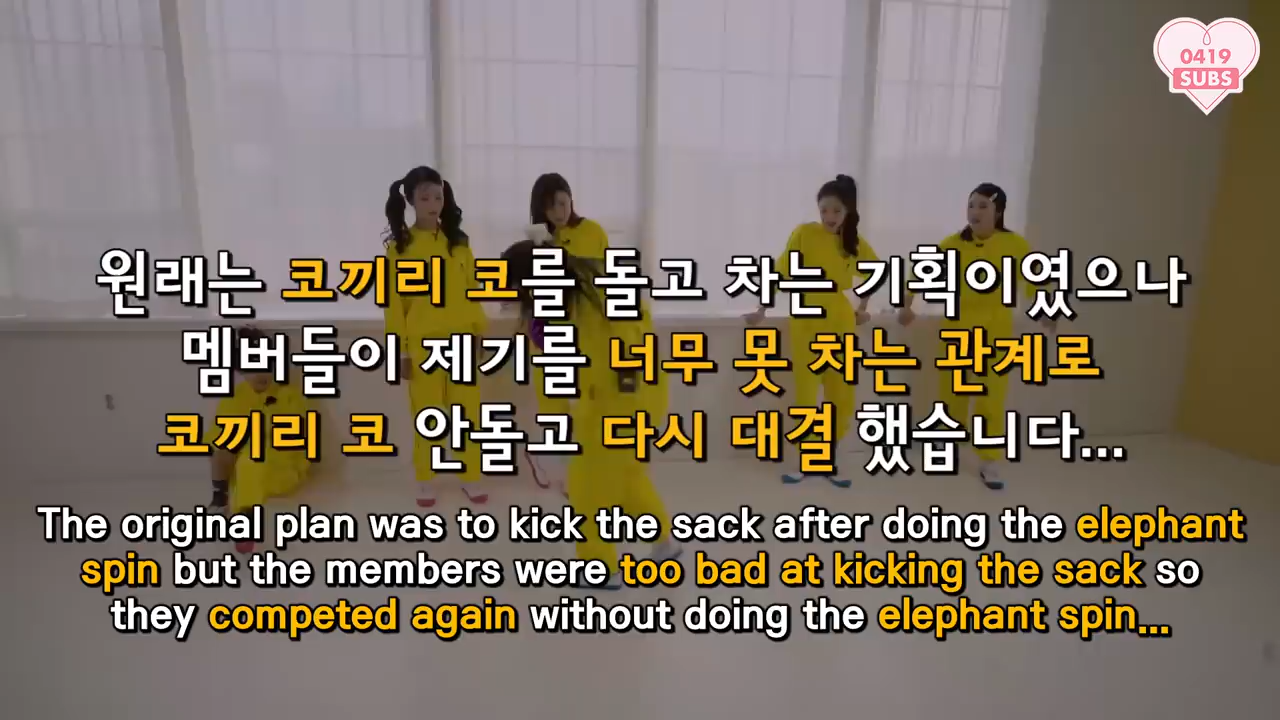 0419
SUBS
원래는 코끼리 코를 돌고 차는 기획이였으나
멤버들이 제기를 너무 못 차는 관계로
코끼리 코 안돌고 다시 대결 했습니다...
The original plan was to kick the sack after doing the elephant
spin but the members were too bad at kicking the sack so
they competed again without doing the elephant spin...